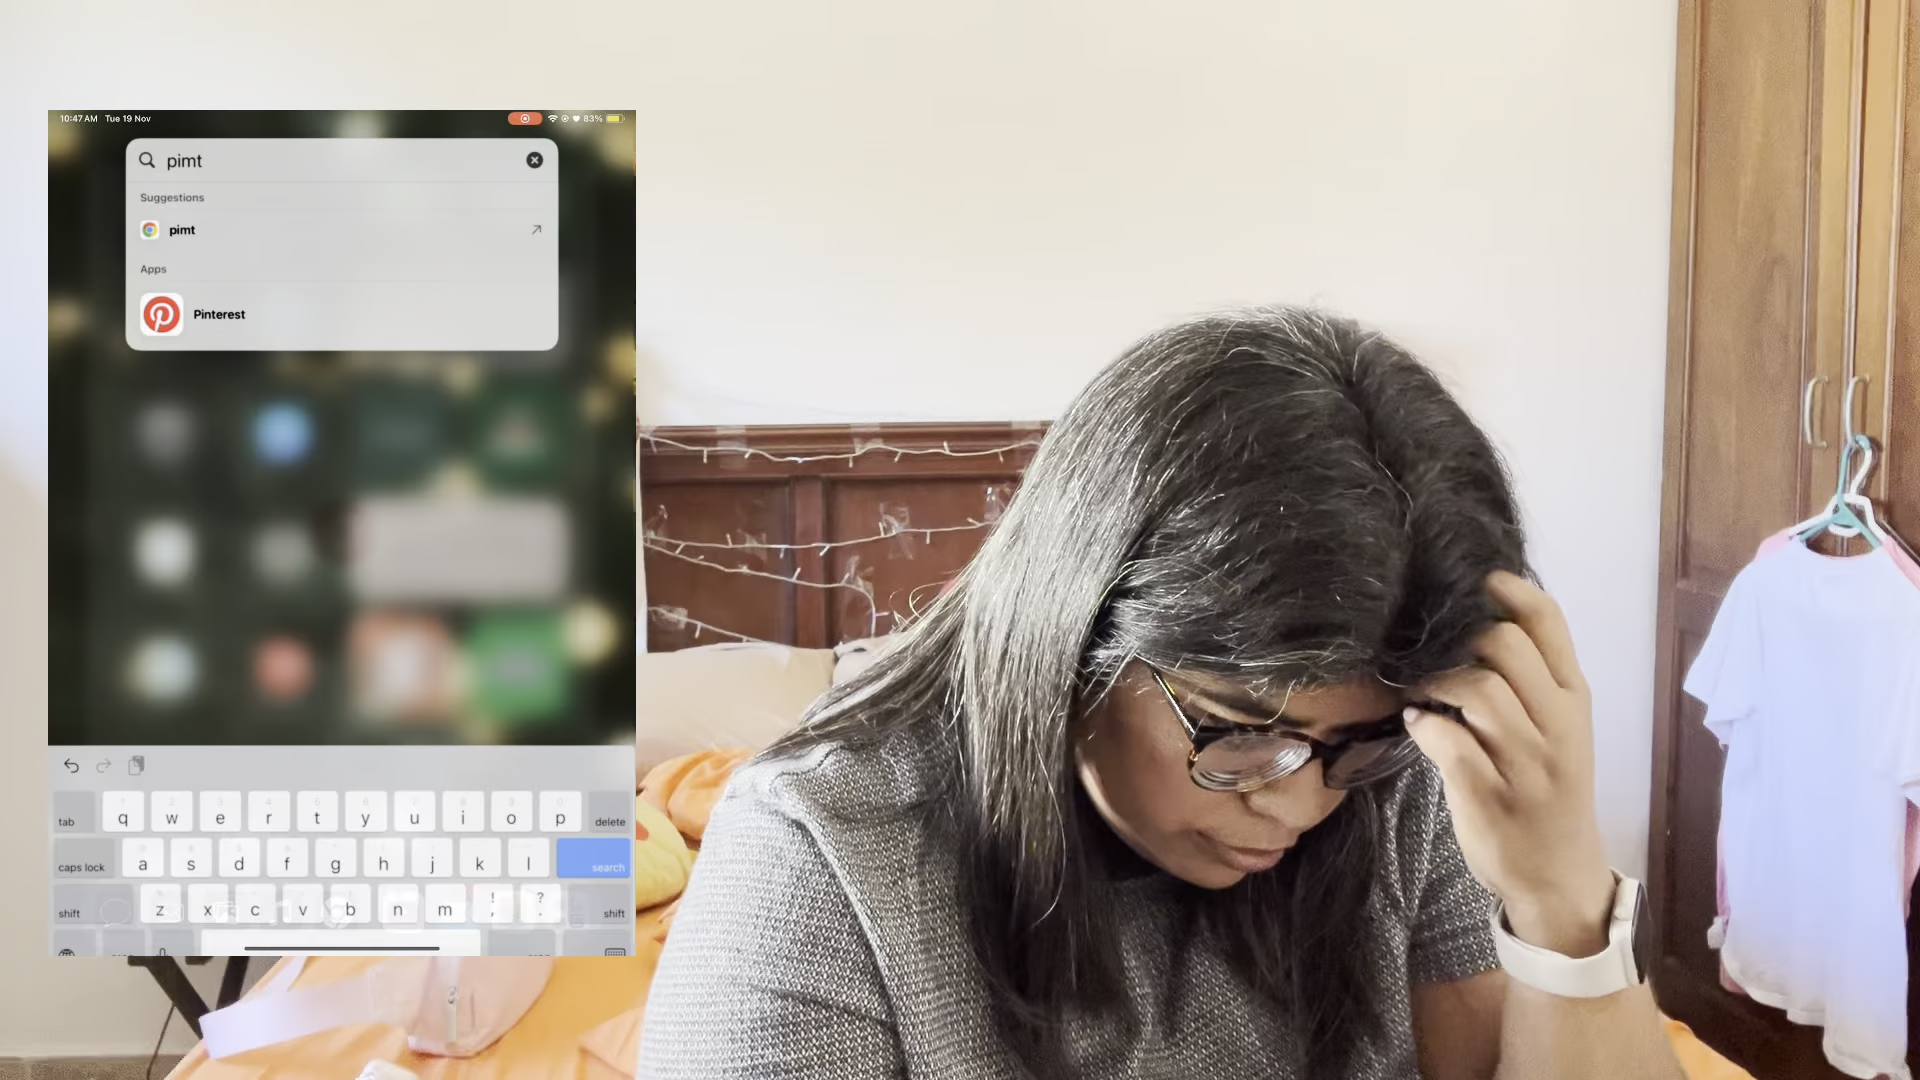 10:47 AM Tue 19 Nov
83%
pimt
Suggestions
pimt
Apps
Pinterest
tab q w e r t y u i o p delete
caps lock a s d f g h j k l search
shift z x c v b n m ! , ? . shift